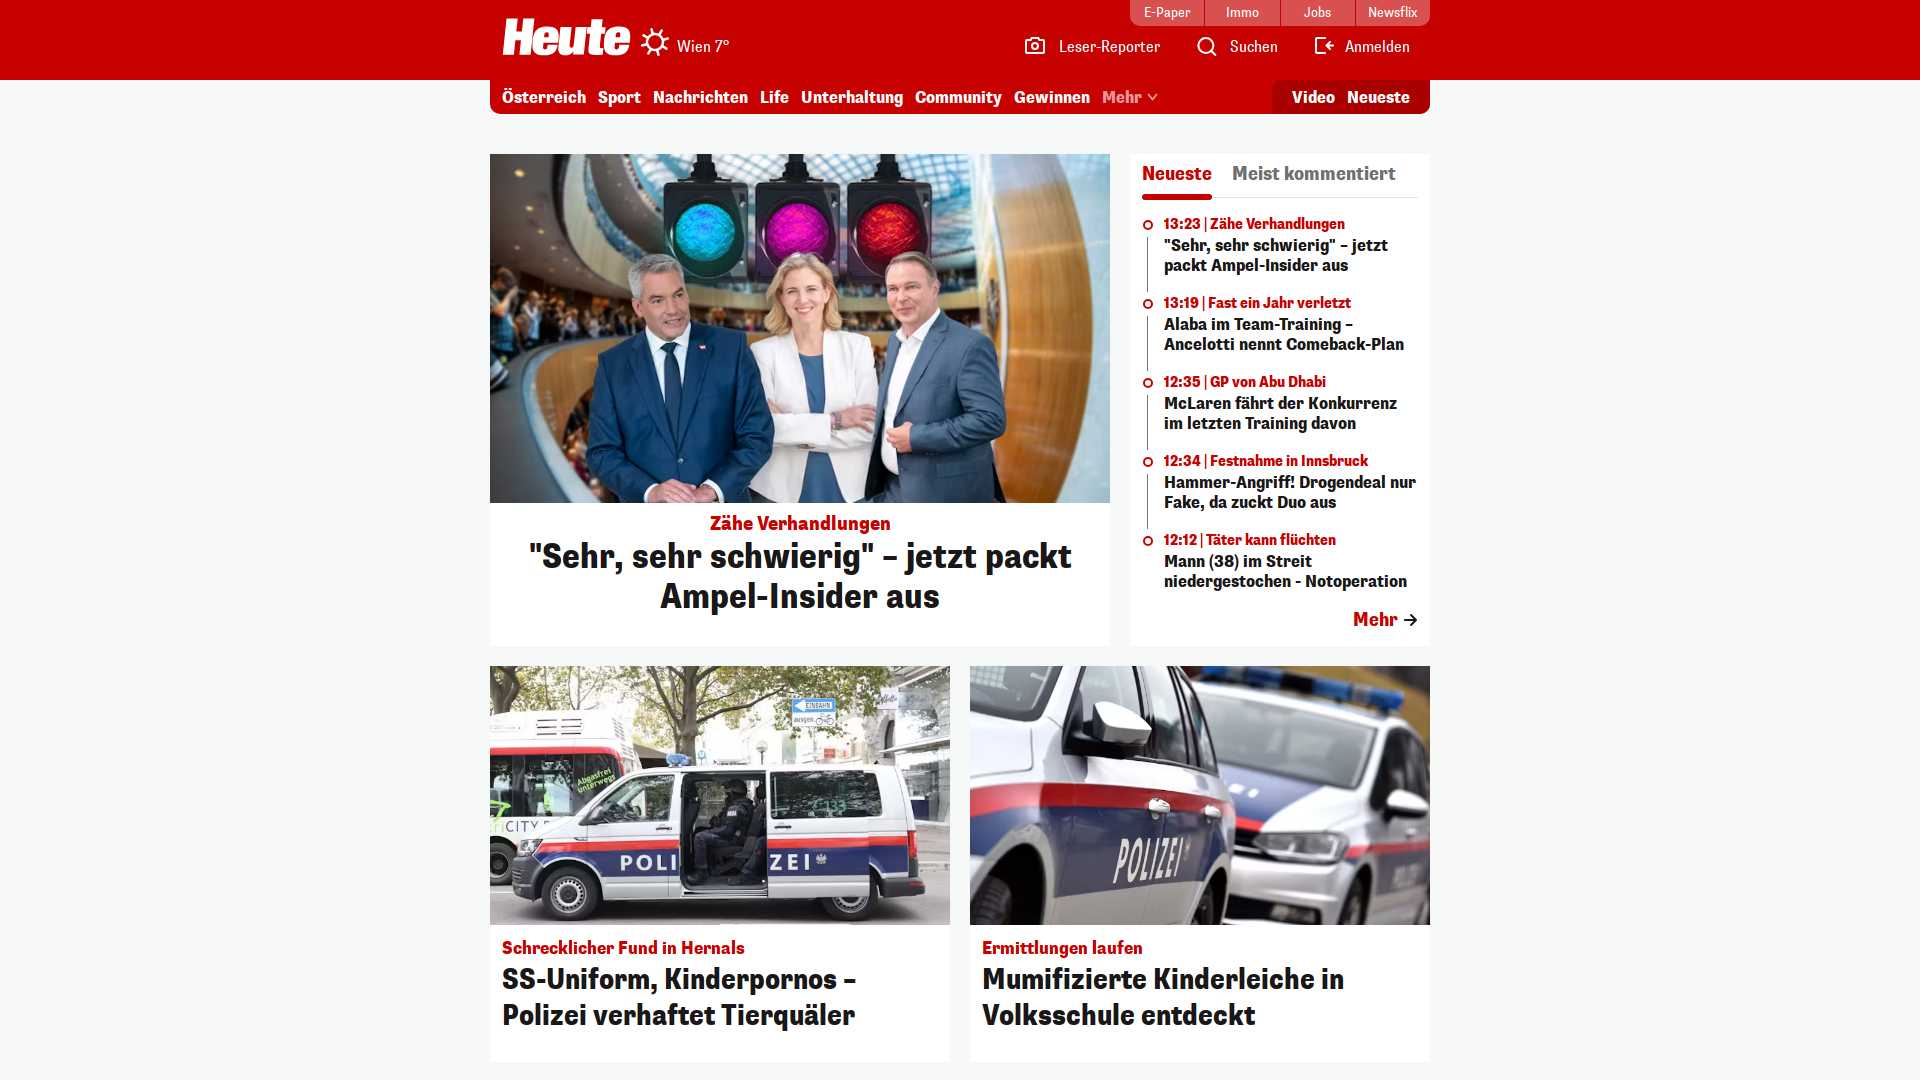 E-Paper
Immo
Jobs
Newsflix
Heute
Wien 7°
Leser-Reporter
Suchen
Anmelden
Österreich
Sport
Nachrichten
Life
Unterhaltung
Community
Gewinnen
Mehr
Video
Neueste
Zähe Verhandlungen
"Sehr, sehr schwierig" – jetzt packt
Ampel-Insider aus
Neueste
Meist kommentiert
13:23 | Zähe Verhandlungen
"Sehr, sehr schwierig" – jetzt
packt Ampel-Insider aus
13:19 | Fast ein Jahr verletzt
Alaba im Team-Training –
Ancelotti nennt Comeback-Plan
12:35 | GP von Abu Dhabi
McLaren fährt der Konkurrenz
im letzten Training davon
12:34 | Festnahme in Innsbruck
Hammer-Angriff! Drogendeal nur
Fake, da zuckt Duo aus
12:12 | Täter kann flüchten
Mann (38) im Streit
niedergestochen - Notoperation
Mehr
EINBAHN
ausgen.
Abgasfrei
unterwegs
CITY
133
POLI ZEI
Schrecklicher Fund in Hernals
SS-Uniform, Kinderpornos –
Polizei verhaftet Tierquäler
POLIZEI
Ermittlungen laufen
Mumifizierte Kinderleiche in
Volksschule entdeckt